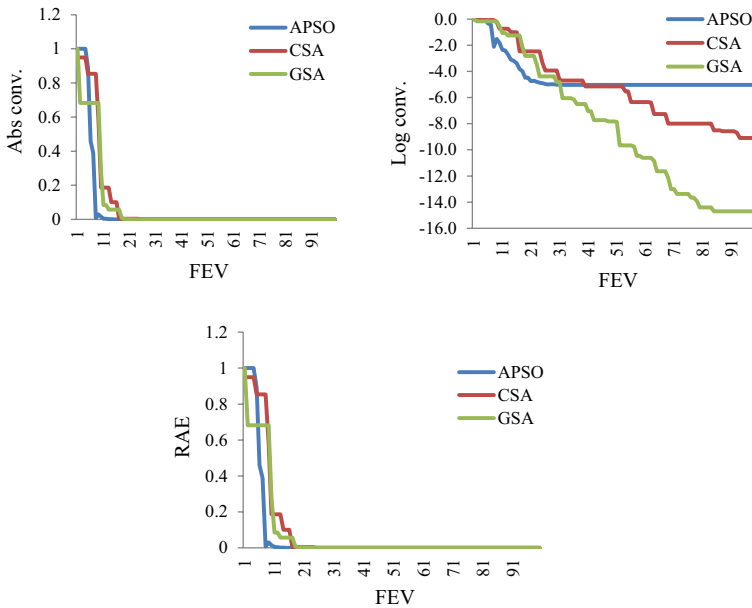 Abs conv.
1.2
1
0.8
0.6
0.4
0.2
0
1 11 21 31 41 51 61 71 81 91
FEV
APSO
CSA
GSA
Log conv.
0.0
-2.0
-4.0
-6.0
-8.0
-10.0
-12.0
-14.0
-16.0
1 11 21 31 41 51 61 71 81 91
FEV
APSO
CSA
GSA
RAE
1.2
1
0.8
0.6
0.4
0.2
0
1 11 21 31 41 51 61 71 81 91
FEV
APSO
CSA
GSA